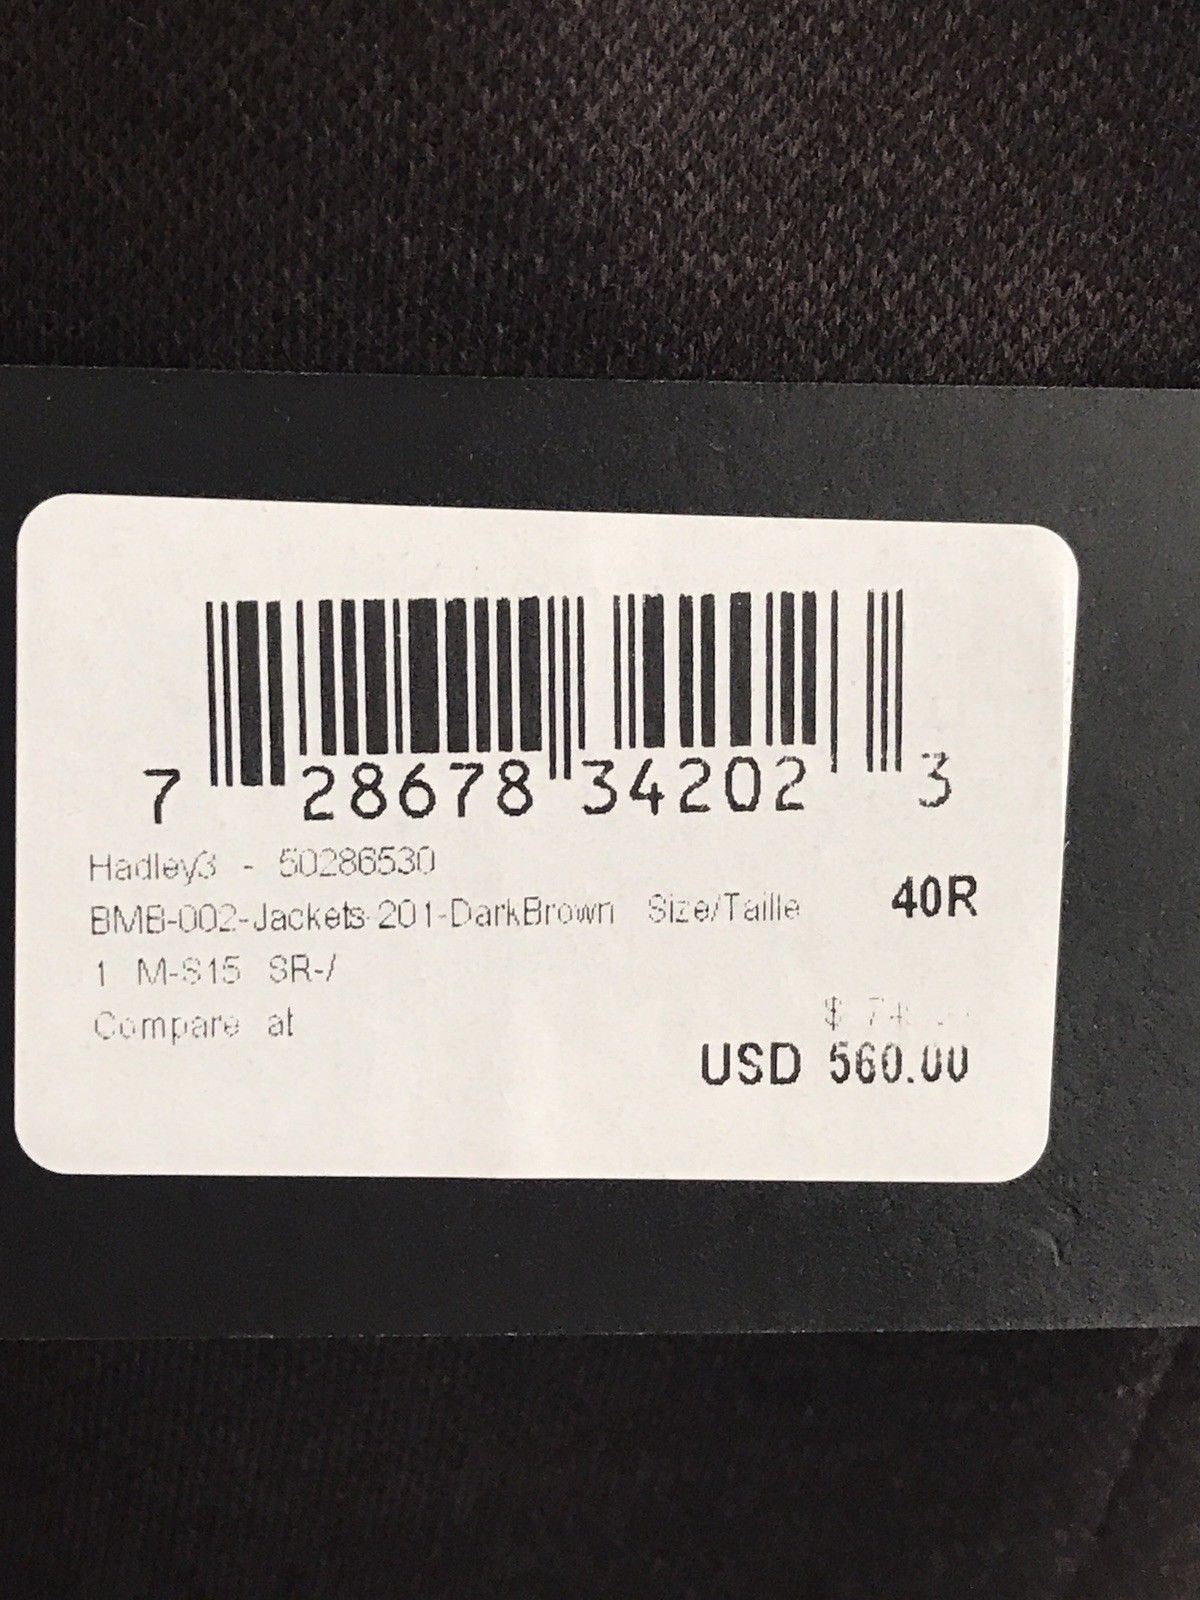 7 28678 34202 3
Hadley3 - 50286530
BMB-002-Jackets-201-DarkBrown Size/Taille 40R
1 M-S15 SR-/
Compare at $
USD 560.00